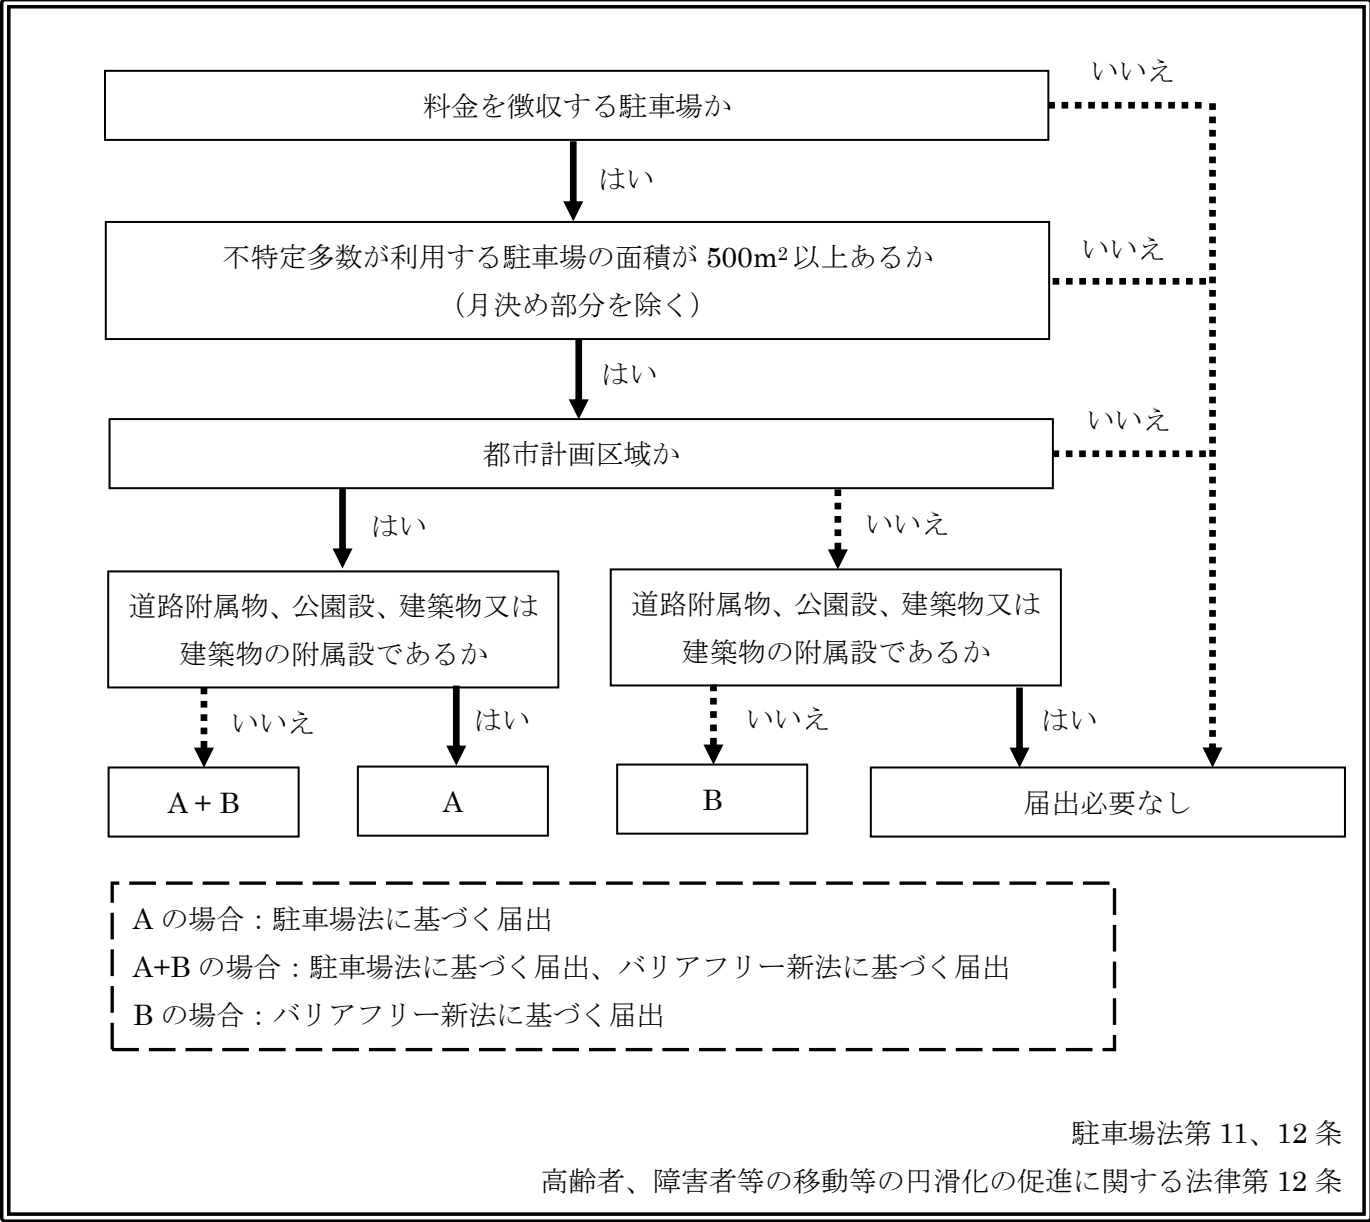 料金を徴収する駐車場か
いいえ
はい
不特定多数が利用する駐車場の面積が 500m²以上あるか
（月決め部分を除く）
いいえ
はい
都市計画区域か
いいえ
はい
いいえ
道路附属物、公園設、建築物又は
建築物の附属設であるか
道路附属物、公園設、建築物又は
建築物の附属設であるか
いいえ
はい
いいえ
はい
A + B
A
B
届出必要なし
A の場合：駐車場法に基づく届出
A+B の場合：駐車場法に基づく届出、バリアフリー新法に基づく届出
B の場合：バリアフリー新法に基づく届出
駐車場法第 11、12 条
高齢者、障害者等の移動等の円滑化の促進に関する法律第 12 条